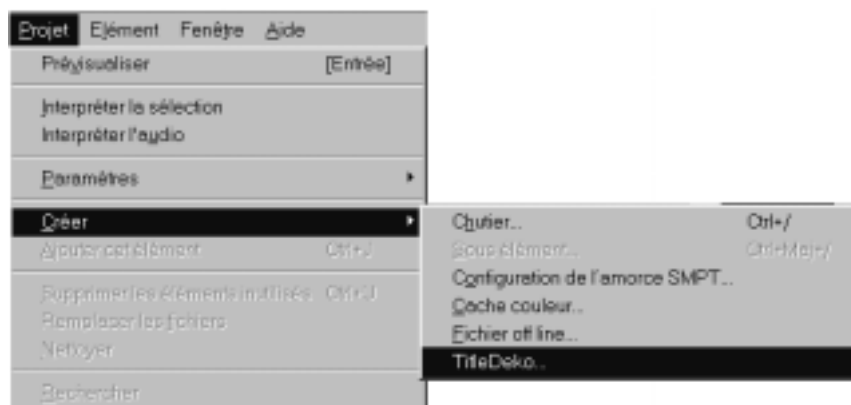 Projet Elément Fenêtre Aide
Prévisualiser [Entrée]
Interpréter la sélection
Interpréter l'audio
Paramètres
Créer
Ajouter cet élément Ctrl+J
Supprimer les éléments inutilisés Ctrl+U
Remplacer les fichiers
Nettoyer
Rechercher
Chutier... Ctrl+/
Sous élément... Ctrl+Maj+/
Configuration de l'amorce SMPT...
Cache couleur...
Fichier off line...
TitleDeko...